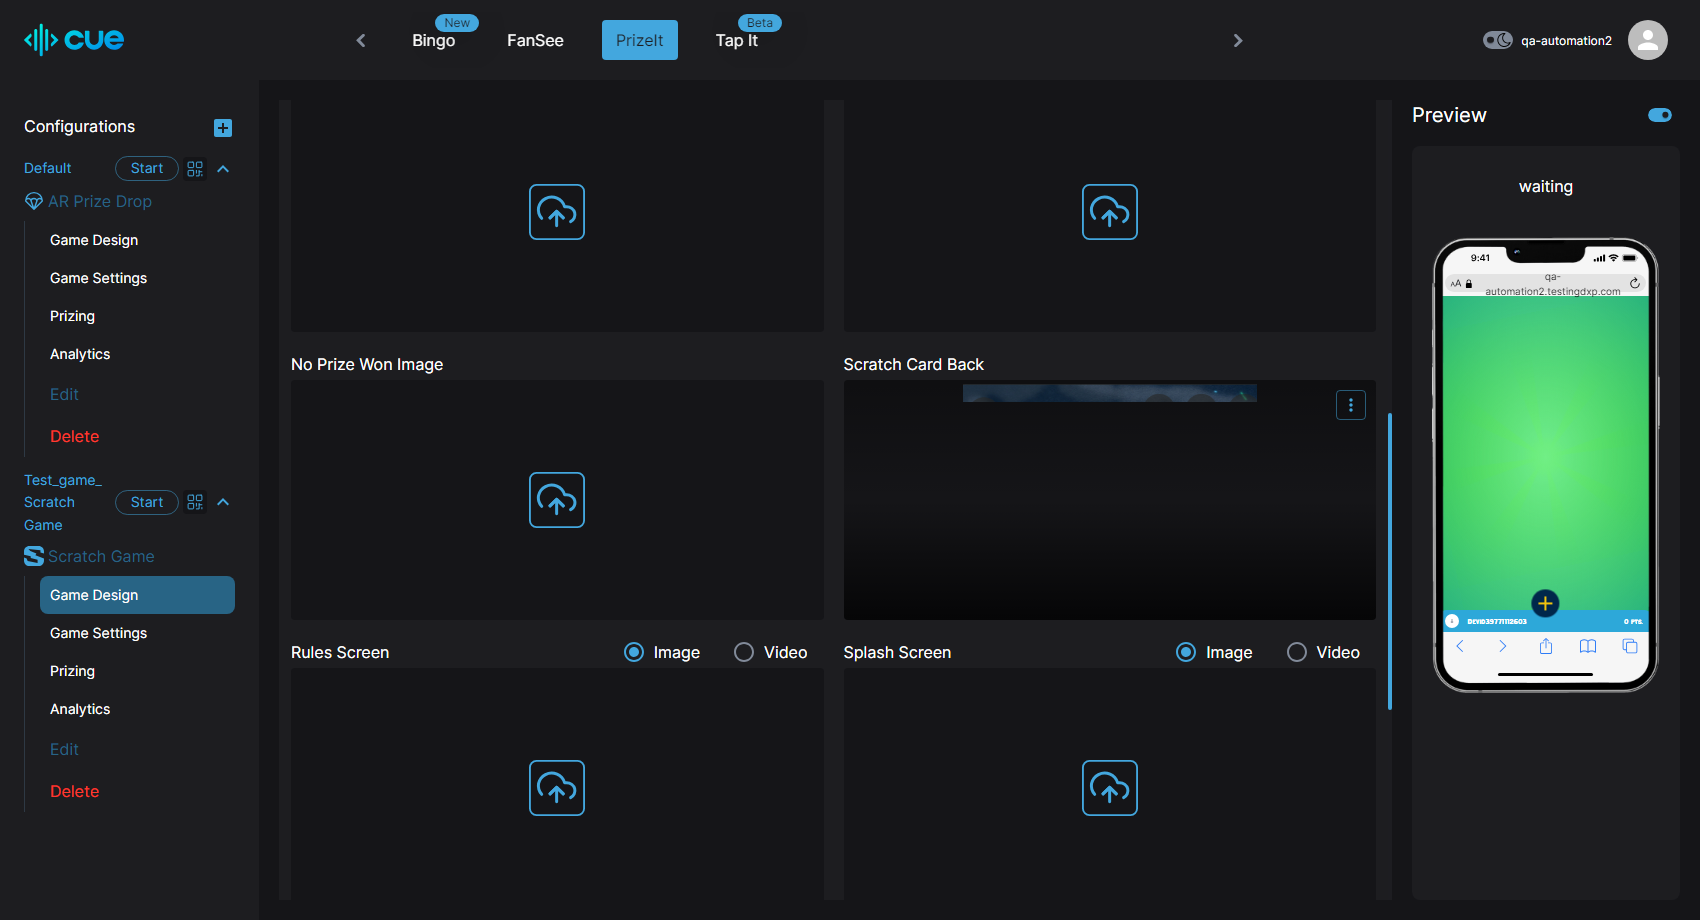 cue
New
Bingo
FanSee
PrizeIt
Beta
Tap It
qa-automation2
Configurations
Default
Start
AR Prize Drop
Game Design
Game Settings
Prizing
Analytics
Edit
Delete
Test_game_
Scratch
Game
Start
Scratch Game
Game Design
Game Settings
Prizing
Analytics
Edit
Delete
No Prize Won Image
Scratch Card Back
Rules Screen
Image
Video
Splash Screen
Image
Video
Preview
waiting
9:41
AA
qa-
automation2.testingdxp.com
0 PTS.